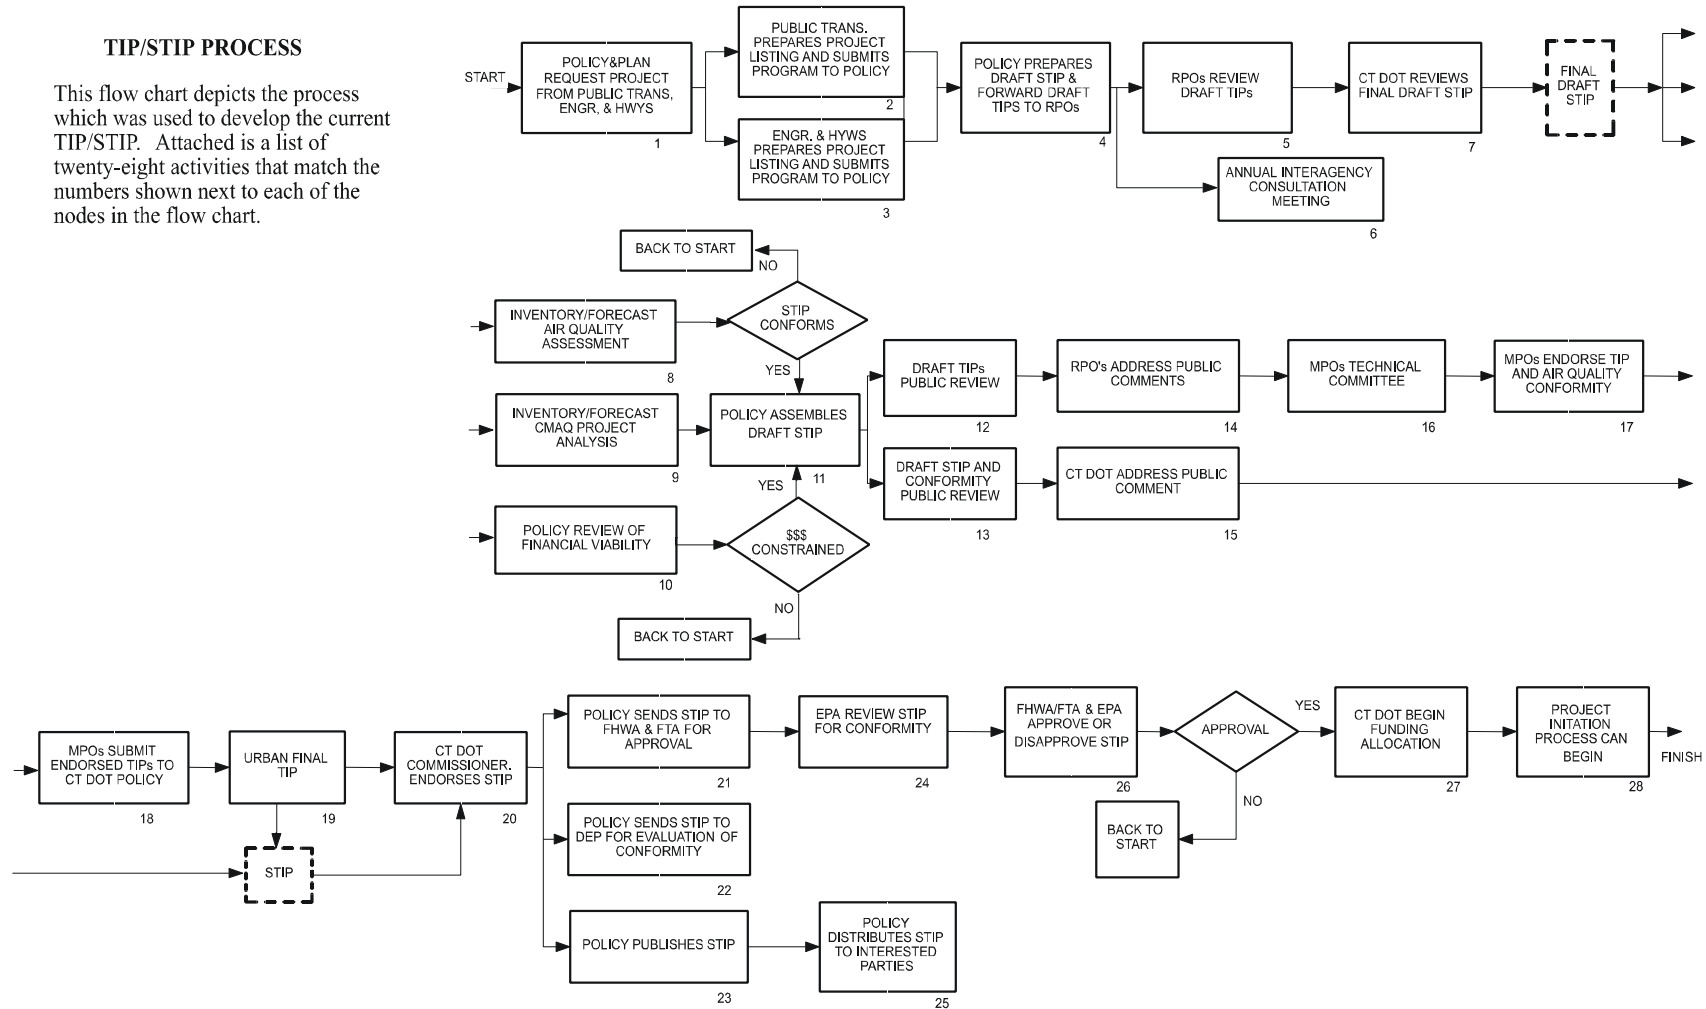 TIP/STIP PROCESS
This flow chart depicts the process
which was used to develop the current
TIP/STIP. Attached is a list of
twenty-eight activities that match the
numbers shown next to each of the
nodes in the flow chart.
START
POLICY&PLAN
REQUEST PROJECT
FROM PUBLIC TRANS,
ENGR, & HWYS
1
PUBLIC TRANS.
PREPARES PROJECT
LISTING AND SUBMITS
PROGRAM TO POLICY
2
ENGR. & HYWS
PREPARES PROJECT
LISTING AND SUBMITS
PROGRAM TO POLICY
3
POLICY PREPARES
DRAFT STIP &
FORWARD DRAFT
TIPS TO RPOs
4
RPOs REVIEW
DRAFT TIPs
5
ANNUAL INTERAGENCY
CONSULTATION
MEETING
6
CT DOT REVIEWS
FINAL DRAFT STIP
7
FINAL
DRAFT
STIP
BACK TO START
NO
INVENTORY/FORECAST
AIR QUALITY
ASSESSMENT
8
STIP
CONFORMS
YES
INVENTORY/FORECAST
CMAQ PROJECT
ANALYSIS
9
POLICY ASSEMBLES
DRAFT STIP
11
YES
POLICY REVIEW OF
FINANCIAL VIABILITY
10
$$$
CONSTRAINED
NO
BACK TO START
DRAFT TIPs
PUBLIC REVIEW
12
RPO's ADDRESS PUBLIC
COMMENTS
14
MPOs TECHNICAL
COMMITTEE
16
MPOs ENDORSE TIP
AND AIR QUALITY
CONFORMITY
17
DRAFT STIP AND
CONFORMITY
PUBLIC REVIEW
13
CT DOT ADDRESS PUBLIC
COMMENT
15
MPOs SUBMIT
ENDORSED TIPs TO
CT DOT POLICY
18
URBAN FINAL
TIP
19
STIP
CT DOT
COMMISSIONER.
ENDORSES STIP
20
POLICY SENDS STIP TO
FHWA & FTA FOR
APPROVAL
21
POLICY SENDS STIP TO
DEP FOR EVALUATION OF
CONFORMITY
22
POLICY PUBLISHES STIP
23
EPA REVIEW STIP
FOR CONFORMITY
24
POLICY
DISTRIBUTES STIP
TO INTERESTED
PARTIES
25
FHWA/FTA & EPA
APPROVE OR
DISAPPROVE STIP
26
APPROVAL
YES
NO
BACK TO
START
CT DOT BEGIN
FUNDING
ALLOCATION
27
PROJECT
INITATION
PROCESS CAN
BEGIN
28
FINISH